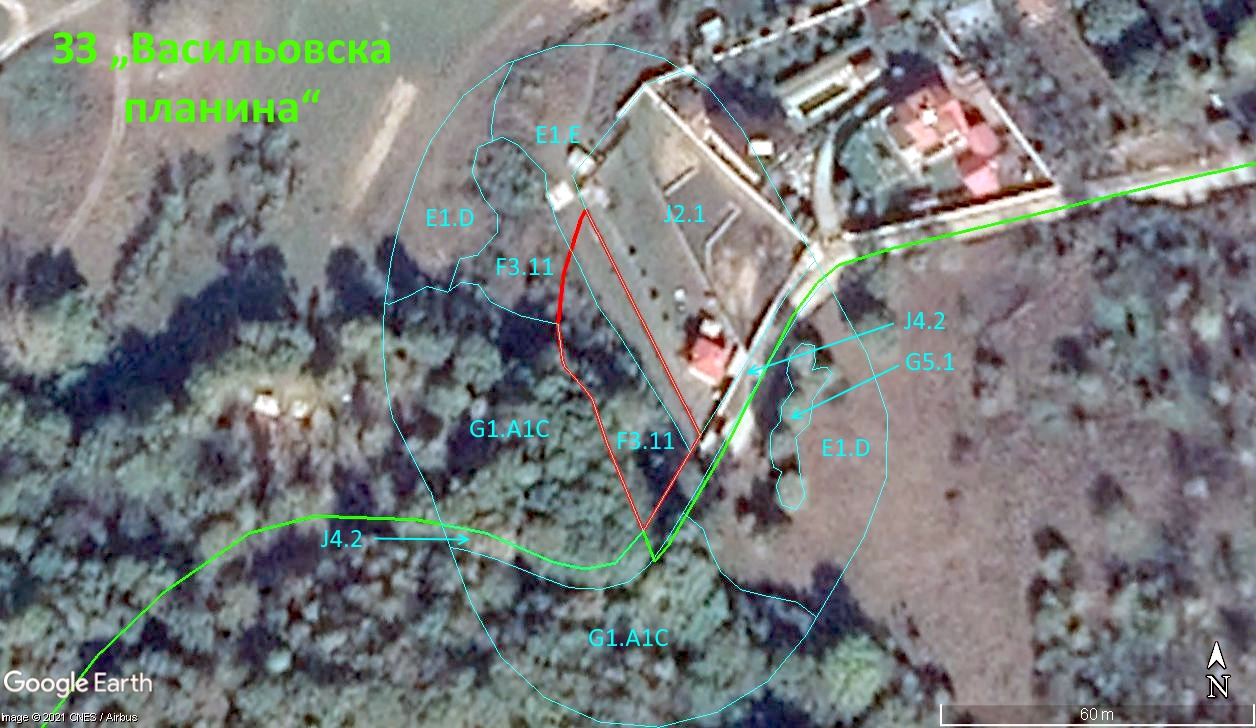 ЗЗ „Васильовска
планина“
E1.E
E1.D
J2.1
F3.11
J4.2
G5.1
G1.A1C
F3.11
E1.D
J4.2
G1.A1C
Google Earth
Image © 2021 CNES / Airbus
60 m
N